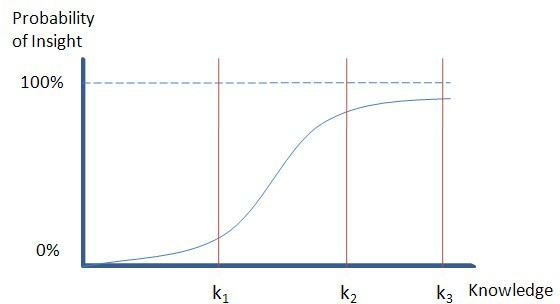 Probability
of Insight
100%
0%
k₁
k₂
k₃
Knowledge